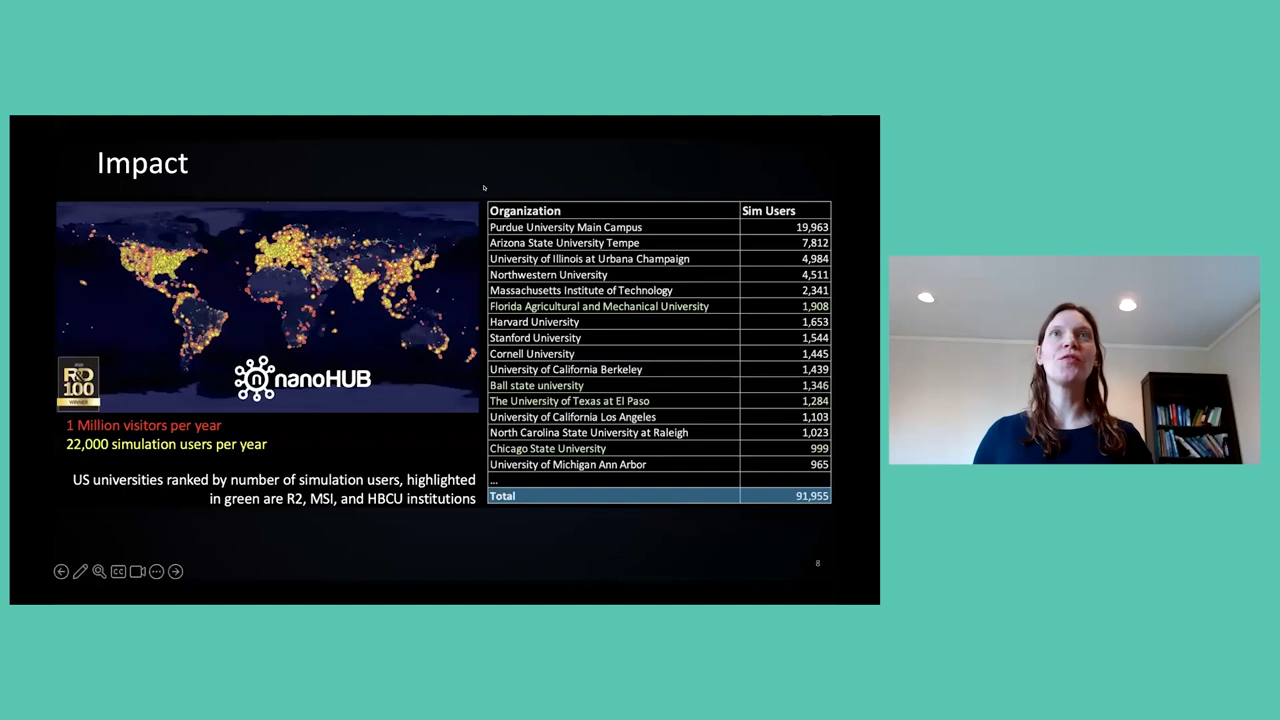 Impact
R&D
100
WINNER
nanoHUB
1 Million visitors per year
22,000 simulation users per year
US universities ranked by number of simulation users, highlighted
in green are R2, MSI, and HBCU institutions
Organization Sim Users
Purdue University Main Campus 19,963
Arizona State University Tempe 7,812
University of Illinois at Urbana Champaign 4,984
Northwestern University 4,511
Massachusetts Institute of Technology 2,341
Florida Agricultural and Mechanical University 1,908
Harvard University 1,653
Stanford University 1,544
Cornell University 1,445
University of California Berkeley 1,439
Ball state university 1,346
The University of Texas at El Paso 1,284
University of California Los Angeles 1,103
North Carolina State University at Raleigh 1,023
Chicago State University 999
University of Michigan Ann Arbor 965
...
Total 91,955
CC
8